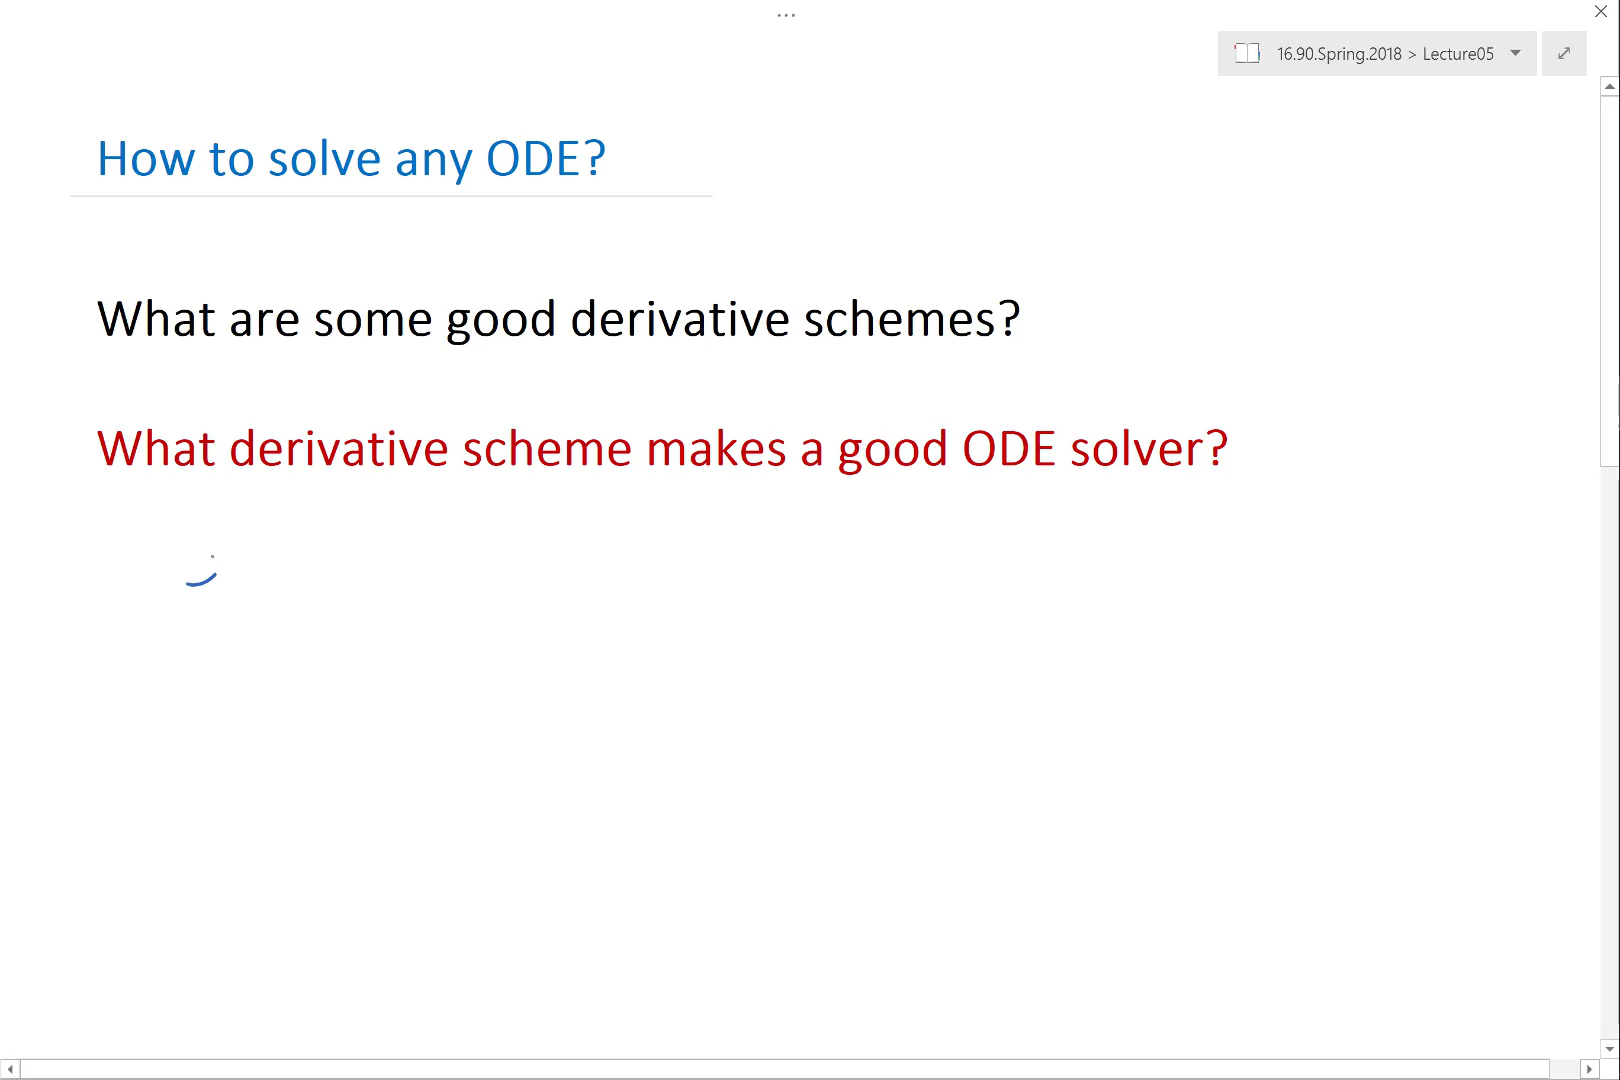 ...
16.90.Spring.2018 > Lecture05
How to solve any ODE?
What are some good derivative schemes?
What derivative scheme makes a good ODE solver?